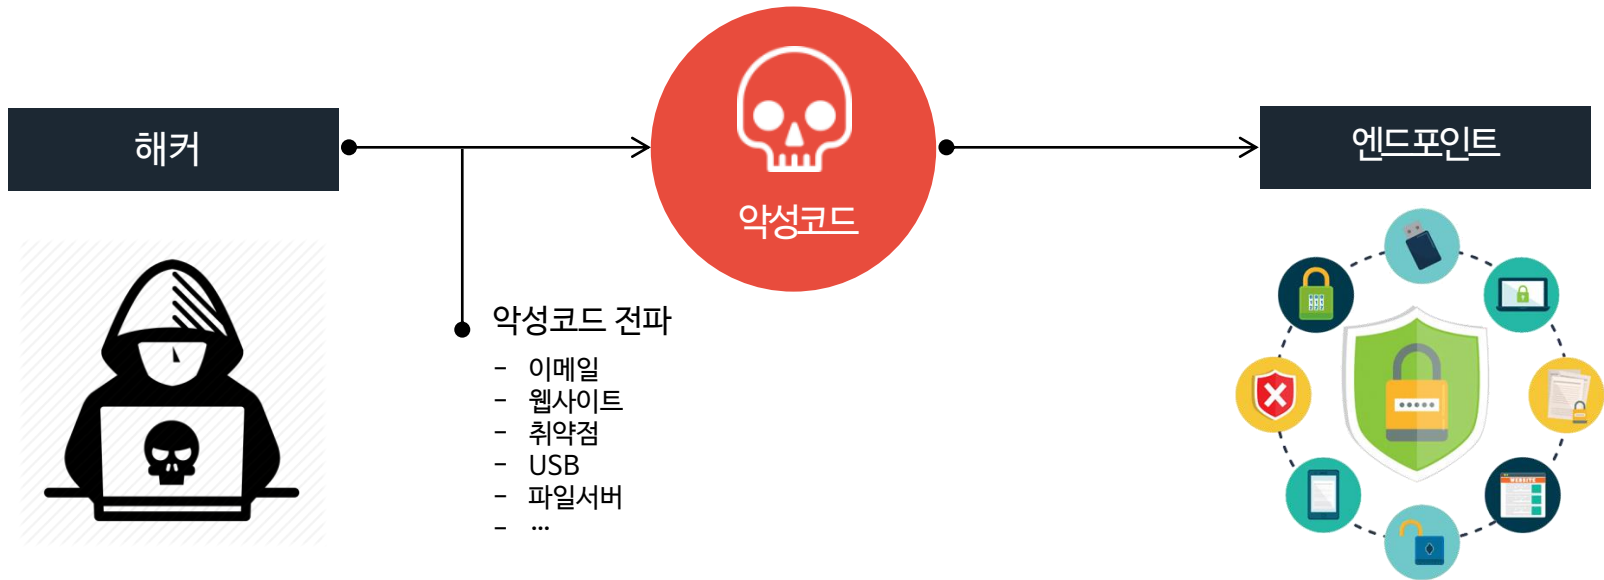 해커
악성코드
엔드포인트
악성코드 전파
- 이메일
- 웹사이트
- 취약점
- USB
- 파일서버
- ...
WEBSITE